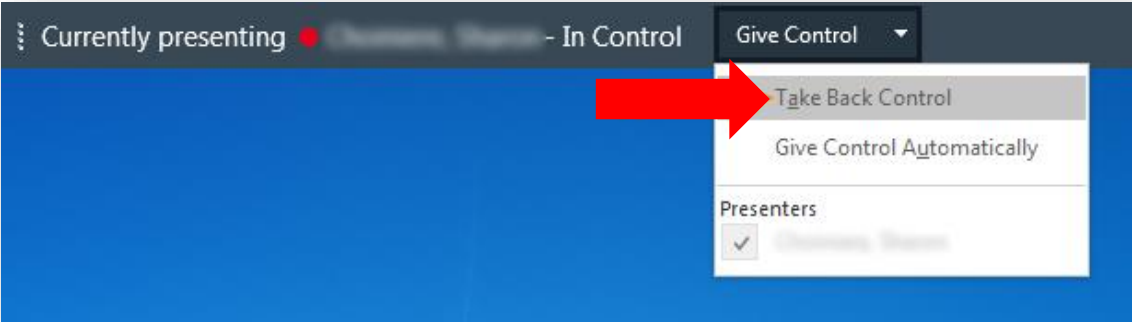 Currently presenting - In Control Give Control
Take Back Control
Give Control Automatically
Presenters